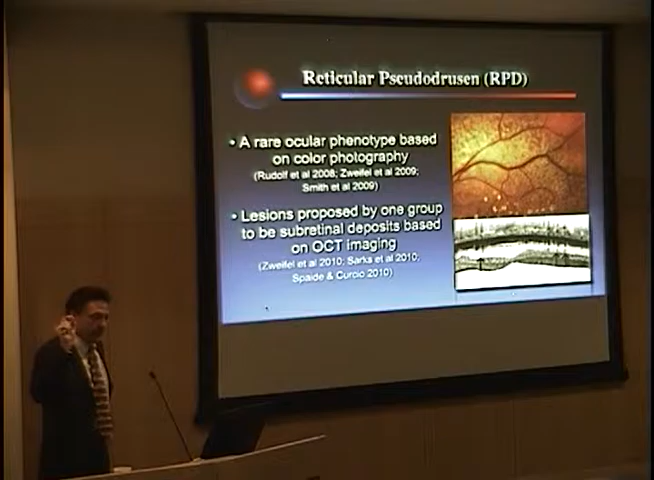 Reticular Pseudodrusen (RPD)
• A rare ocular phenotype based
on color photography
(Rudolf et al 2008; Zweifel et al 2009;
Smith et al 2009)
• Lesions proposed by one group
to be subretinal deposits based
on OCT imaging
(Zweifel et al 2010; Sarks et al 2010;
Spaide & Curcio 2010)